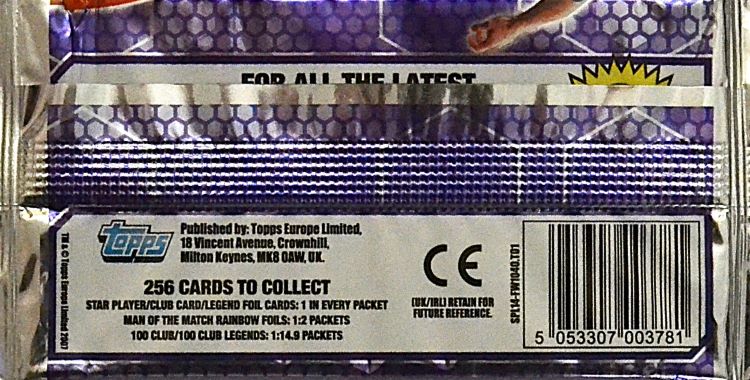 FOR ALL THE LATEST
topps
Published by: Topps Europe Limited,
18 Vincent Avenue, Crownhill,
Milton Keynes, MK8 0AW, UK.
256 CARDS TO COLLECT
STAR PLAYER/CLUB CARD/LEGEND FOIL CARDS: 1 IN EVERY PACKET
MAN OF THE MATCH RAINBOW FOILS: 1:2 PACKETS
100 CLUB/100 CLUB LEGENDS: 1:14.9 PACKETS
TM & © Topps Europe Limited 2007
CE
(UK/IRL) RETAIN FOR
FUTURE REFERENCE.
SPL14-FW1040.TD1
5 053307 003781